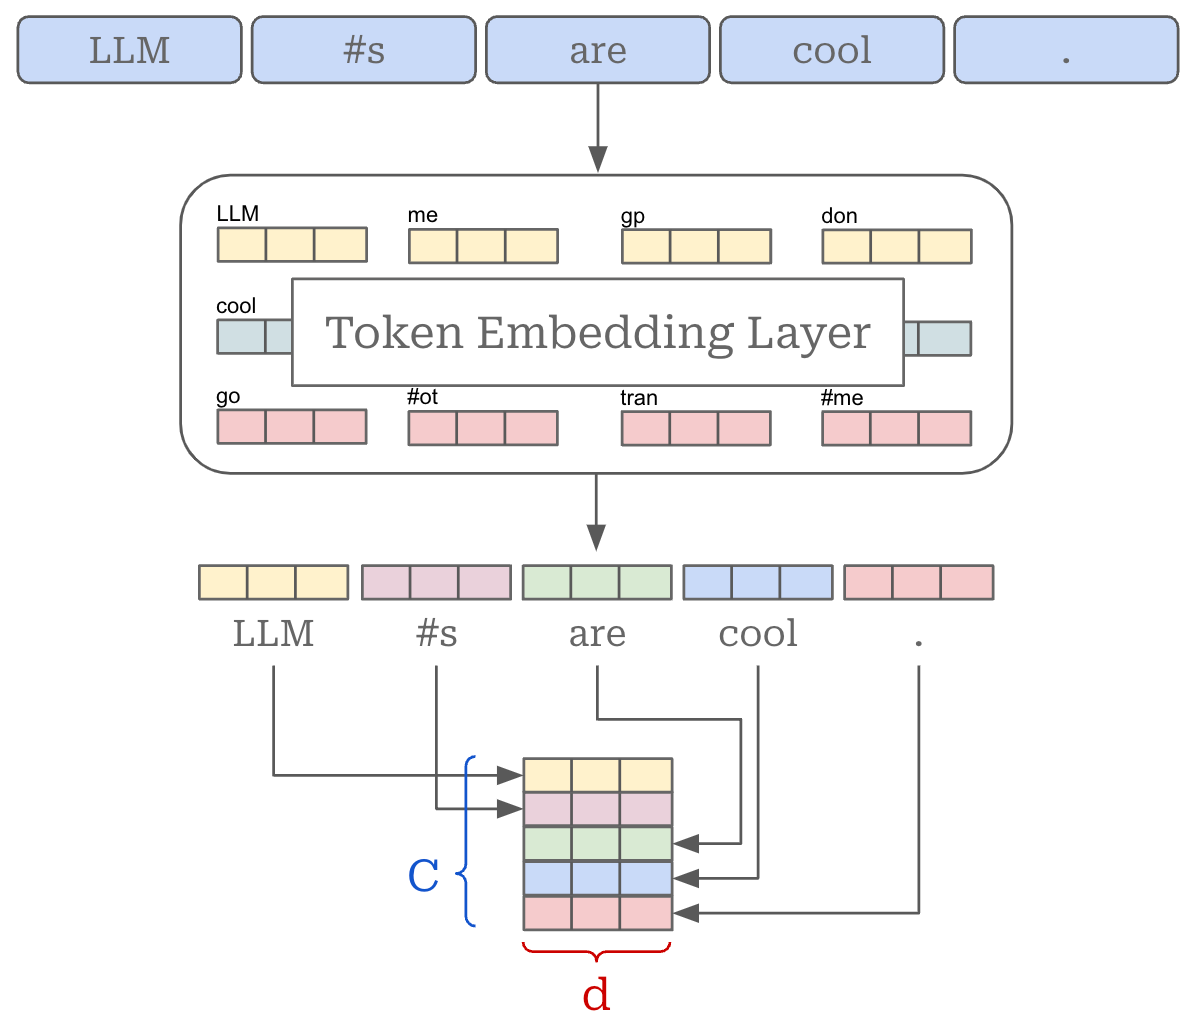 LLM #s are cool .
LLM me gp don
cool
Token Embedding Layer
go #ot tran #me
LLM #s are cool .
C
d